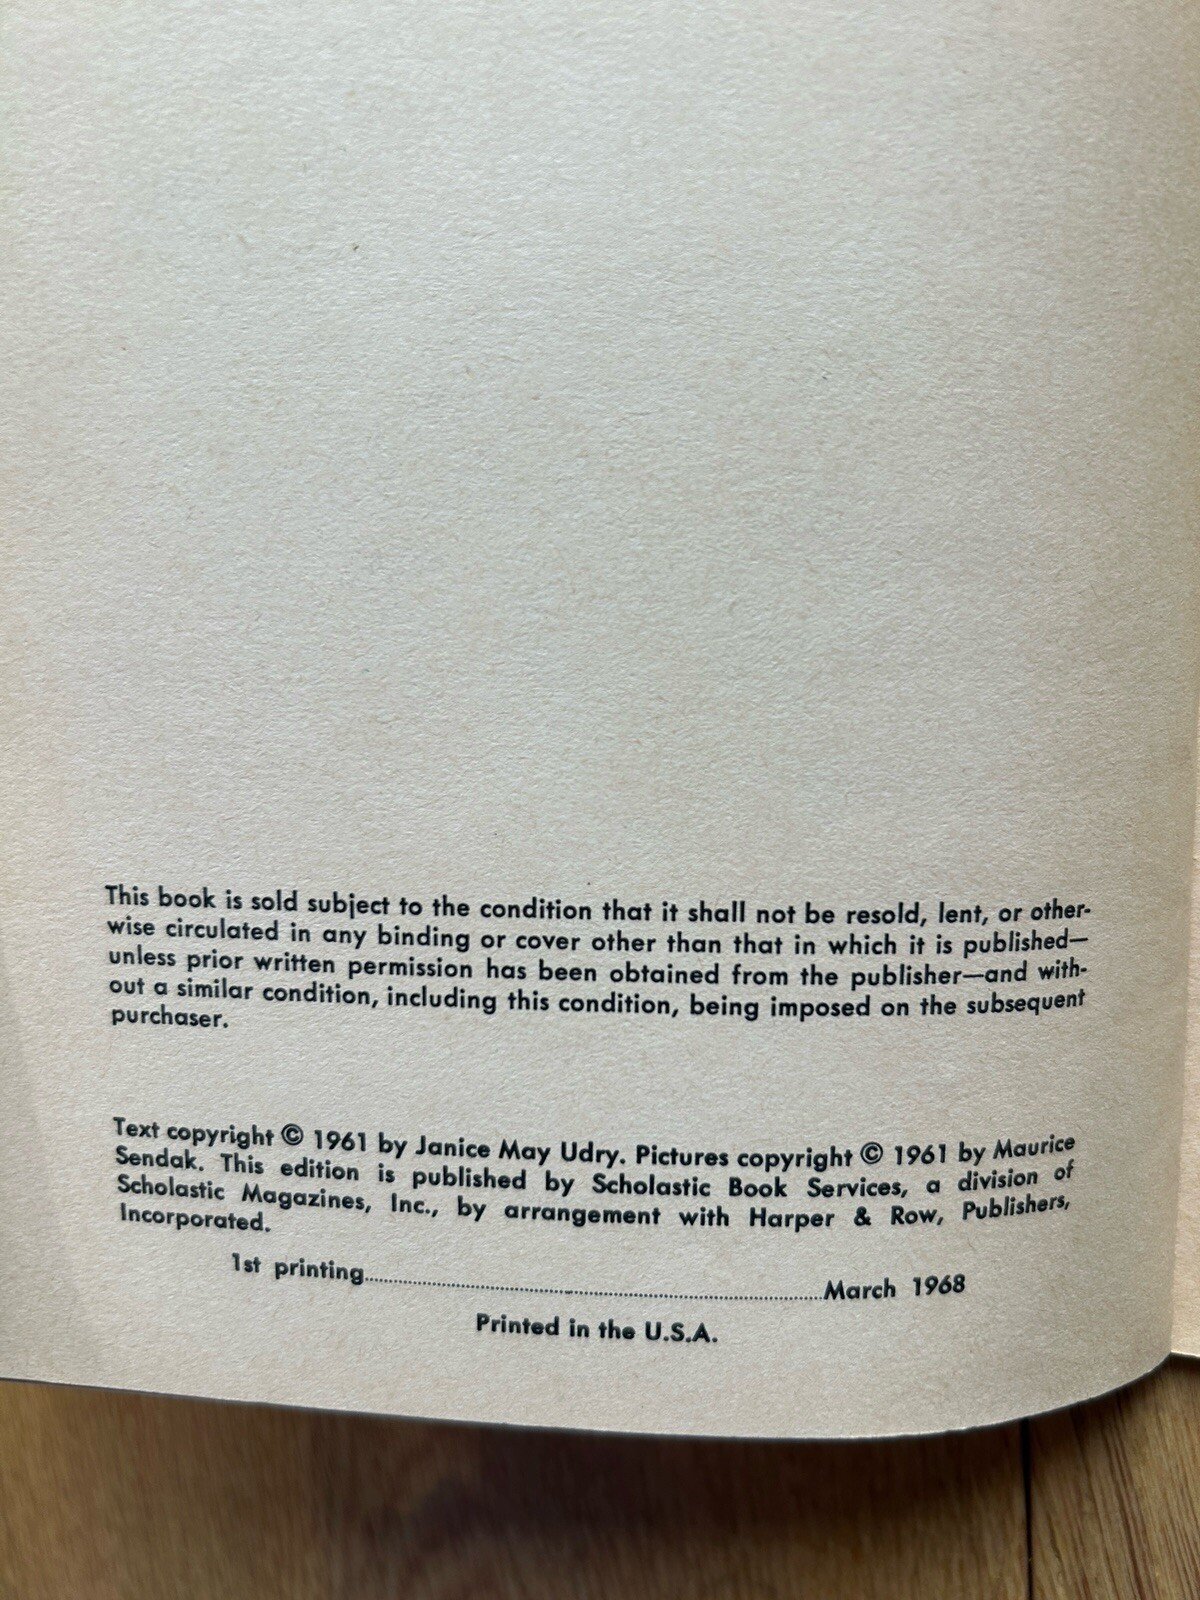 This book is sold subject to the condition that it shall not be resold, lent, or other-
wise circulated in any binding or cover other than that in which it is published—
unless prior written permission has been obtained from the publisher—and with-
out a similar condition, including this condition, being imposed on the subsequent
purchaser.
Text copyright © 1961 by Janice May Udry. Pictures copyright © 1961 by Maurice
Sendak. This edition is published by Scholastic Book Services, a division of
Scholastic Magazines, Inc., by arrangement with Harper & Row, Publishers,
Incorporated.
1st printing..........................................................................................March 1968
Printed in the U.S.A.